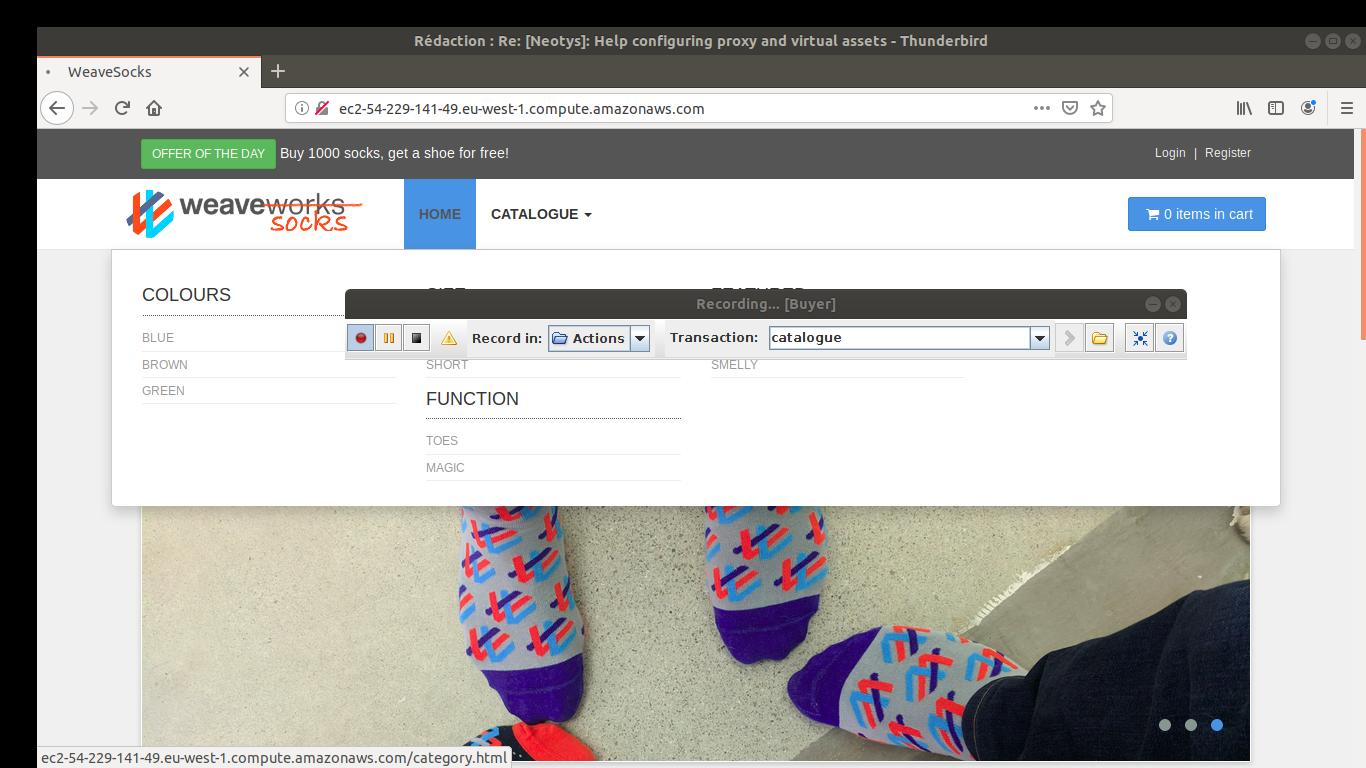 Rédaction : Re: [Neotys]: Help configuring proxy and virtual assets - Thunderbird
WeaveSocks
ec2-54-229-141-49.eu-west-1.compute.amazonaws.com
OFFER OF THE DAY Buy 1000 socks, get a shoe for free!
Login | Register
weaveworks
socks
HOME
CATALOGUE
0 items in cart
COLOURS
BLUE
BROWN
GREEN
Recording... [Buyer]
Record in: Actions
Transaction: catalogue
SHORT
FUNCTION
TOES
MAGIC
SMELLY
ec2-54-229-141-49.eu-west-1.compute.amazonaws.com/category.html